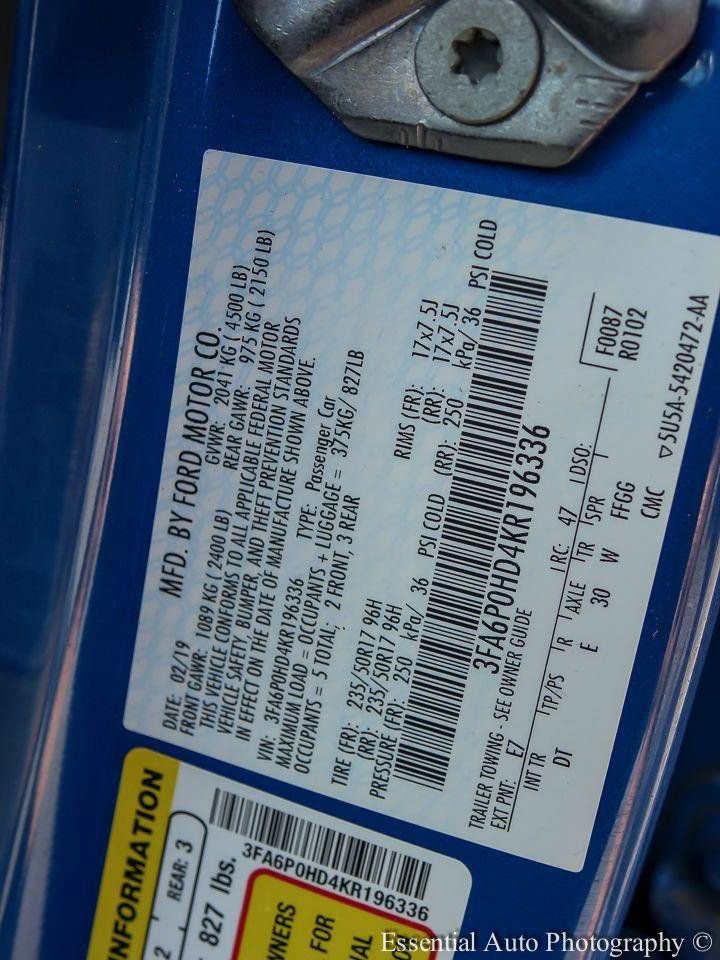 MFD. BY FORD MOTOR CO.
DATE: 02/19 GVWR: 2041 KG ( 4500 LB)
FRONT GAWR: 1089 KG ( 2400 LB) REAR GAWR: 975 KG ( 2150 LB)
THIS VEHICLE CONFORMS TO ALL APPLICABLE FEDERAL MOTOR
VEHICLE SAFETY, BUMPER, AND THEFT PREVENTION STANDARDS
IN EFFECT ON THE DATE OF MANUFACTURE SHOWN ABOVE.
VIN: 3FA6P0HD4KR196336 TYPE: Passenger Car
MAXIMUM LOAD = OCCUPANTS + LUGGAGE = 375KG/ 827LB
OCCUPANTS = 5 TOTAL; 2 FRONT, 3 REAR
TIRE (FR): 235/50R17 96H RIMS (FR): 17x7.5J
(RR): 235/50R17 96H (RR): 17x7.5J
PRESSURE (FR): 250 kPa/ 36 PSI COLD (RR): 250 kPa/ 36 PSI COLD
3FA6P0HD4KR196336
TRAILER TOWING - SEE OWNER GUIDE
EXT PNT: E7 RC: 47 DSO: F0087
R0102
INT TR TP/PS R AXLE TR SPR
DT E 30 W FFGG
CMC
▽5U5A-5420472-AA
INFORMATION
2 REAR: 3
827 lbs.
3FA6P0HD4KR196336
FOR
Essential Auto Photography ©